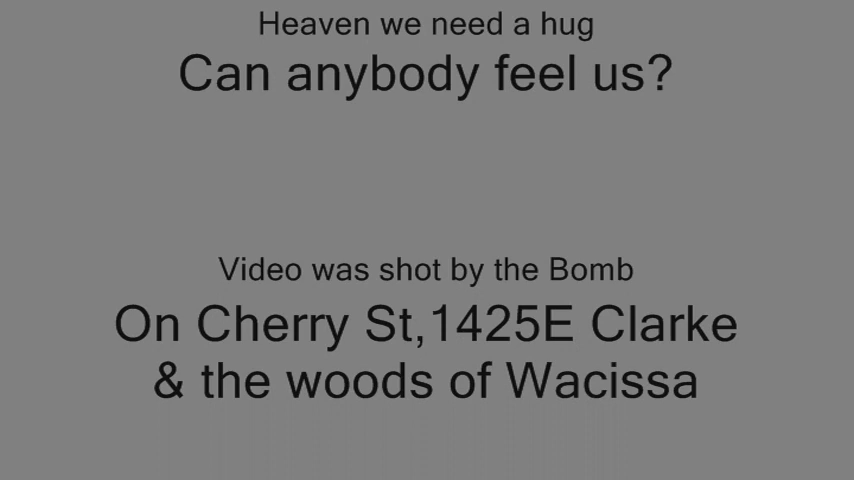 Heaven we need a hug
Can anybody feel us?
Video was shot by the Bomb
On Cherry St,1425E Clarke
& the woods of Wacissa